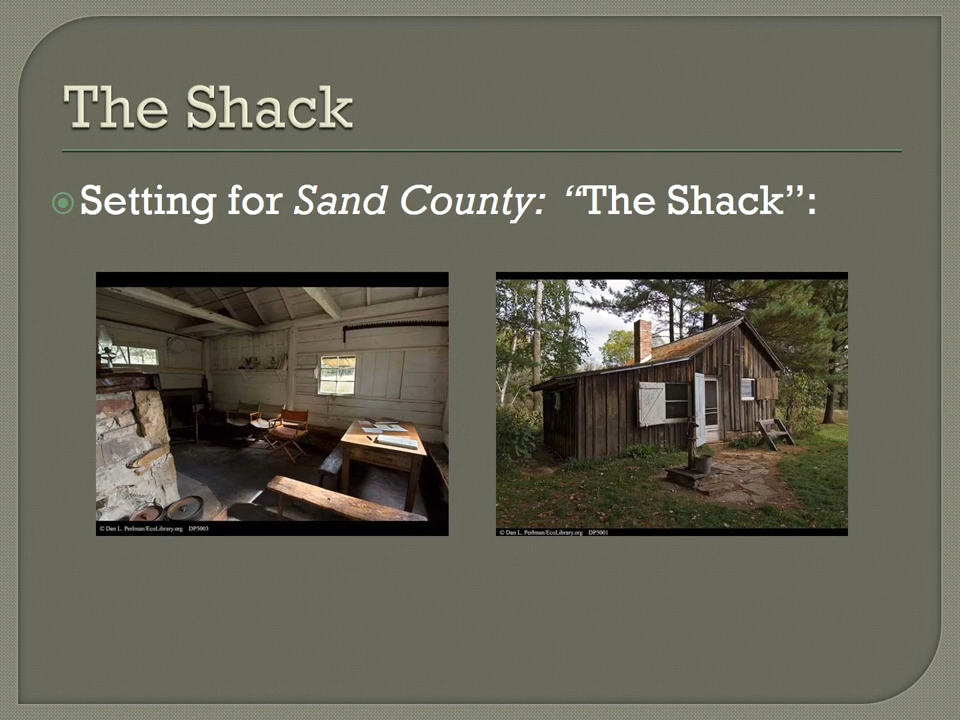 The Shack
Setting for Sand County: “The Shack”:
© Dan L. Perlman/EcoLibrary.org DP5003
© Dan L. Perlman/EcoLibrary.org DP5001